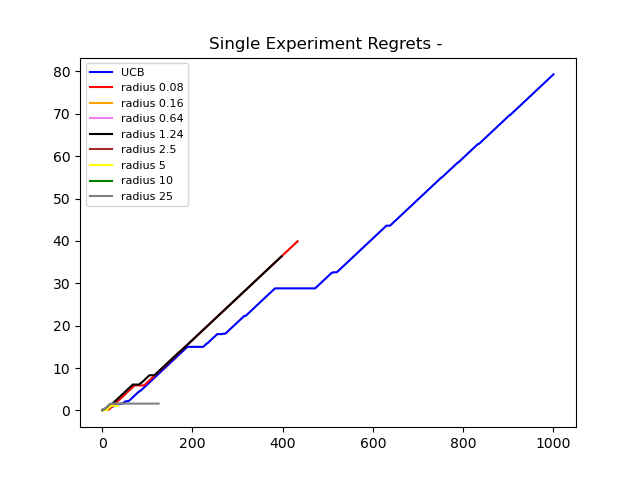 Single Experiment Regrets -
UCB
radius 0.08
radius 0.16
radius 0.64
radius 1.24
radius 2.5
radius 5
radius 10
radius 25
80
70
60
50
40
30
20
10
0
0 200 400 600 800 1000